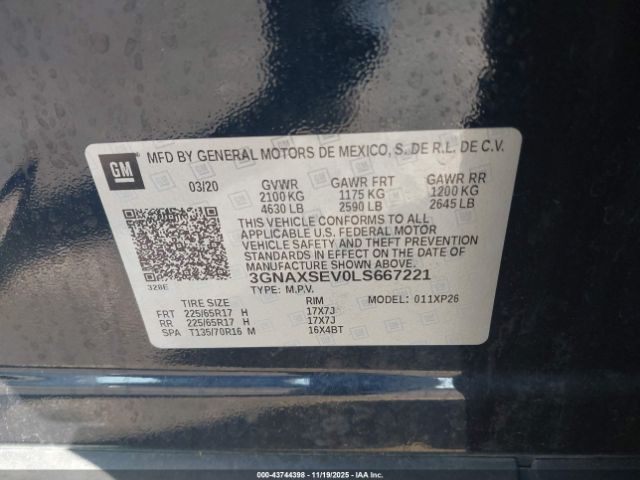 GM
MFD BY GENERAL MOTORS DE MEXICO, S. DE R.L. DE C.V.
03/20 GVWR GAWR FRT GAWR RR
2100 KG 1175 KG 1200 KG
4630 LB 2590 LB 2645 LB
THIS VEHICLE CONFORMS TO ALL
APPLICABLE U.S. FEDERAL MOTOR
VEHICLE SAFETY AND THEFT PREVENTION
STANDARDS IN EFFECT ON THE DATE
OF MANUFACTURE SHOWN ABOVE.
3GNAXSEV0LS667221
328E TYPE: M.P.V.
TIRE SIZE RIM MODEL: 011XP26
FRT 225/65R17 H 17X7J
RR 225/65R17 H 17X7J
SPA T135/70R16 M 16X4BT
000-43744398 - 11/19/2025 - IAA Inc.